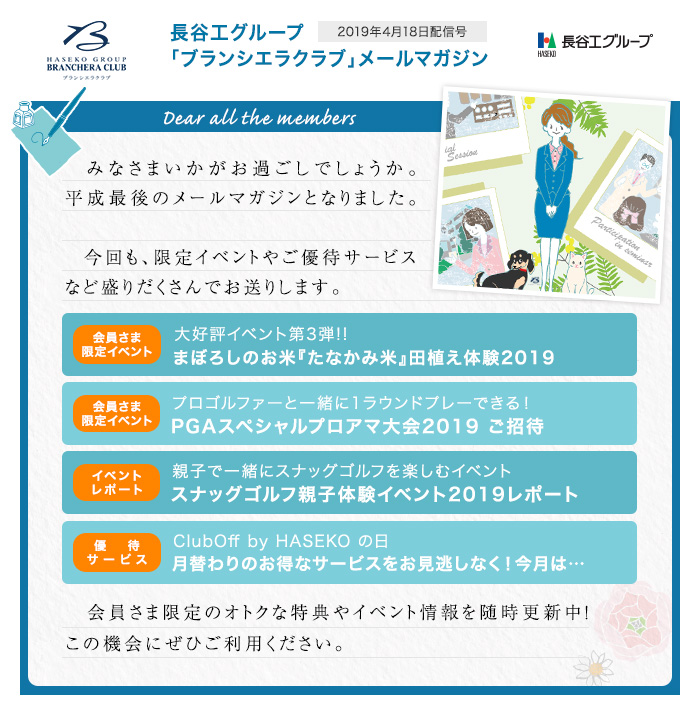 HASEKO GROUP
BRANCHERA CLUB
ブランシエラクラブ
長谷工グループ
2019年4月18日配信号
「ブランシエラクラブ」メールマガジン
HASEKO
長谷工グループ
Dear all the members
みなさまいかがお過ごしでしょうか。
平成最後のメールマガジンとなりました。
今回も、限定イベントやご優待サービス
など盛りだくさんでお送りします。
ial
Session
Participation
in seminar
会員さま
限定イベント
大好評イベント第3弾!!
まぼろしのお米『たなかみ米』田植え体験2019
会員さま
限定イベント
プロゴルファーと一緒に1ラウンドプレーできる!
PGAスペシャルプロアマ大会2019 ご招待
イベント
レポート
親子で一緒にスナッグゴルフを楽しむイベント
スナッグゴルフ親子体験イベント2019レポート
優待
サービス
ClubOff by HASEKO の日
月替わりのお得なサービスをお見逃しなく!今月は…
会員さま限定のオトクな特典やイベント情報を随時更新中!
この機会にぜひご利用ください。